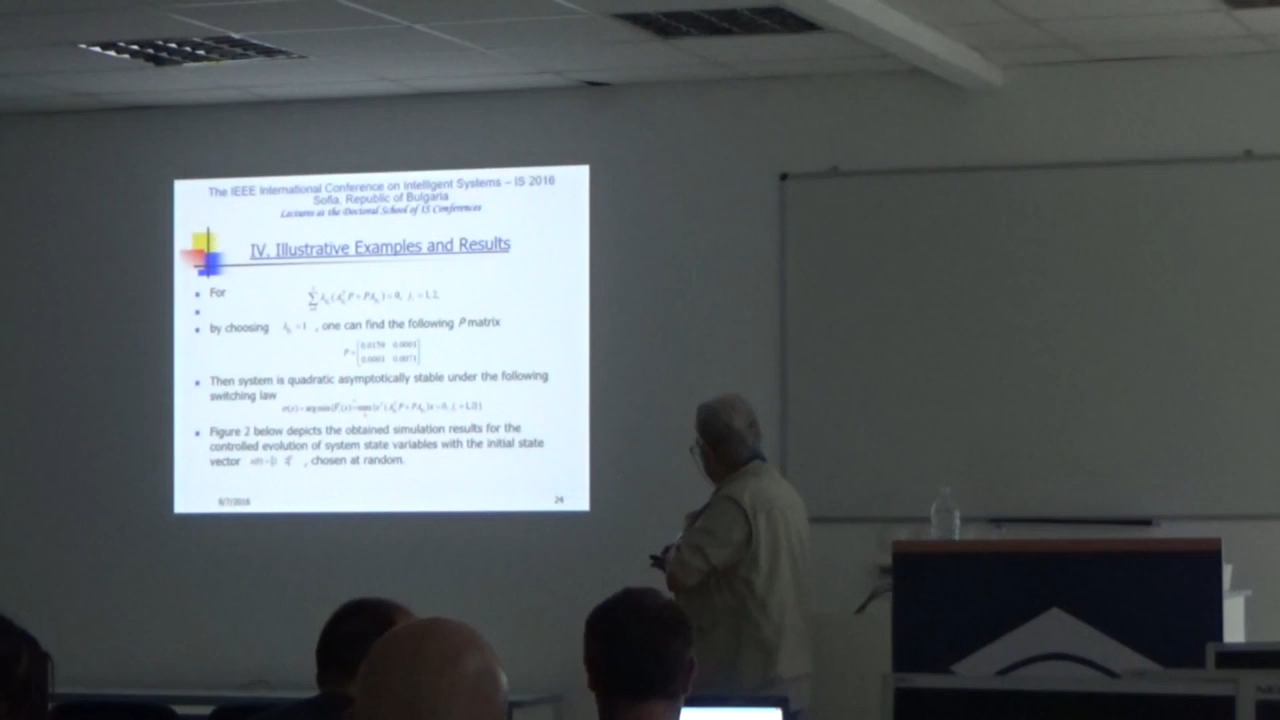 The IEEE International Conference on Intelligent Systems – IS 2016
Sofia, Republic of Bulgaria
Lectures at the Doctoral School of IS Conferences
IV. Illustrative Examples and Results
For
by choosing , one can find the following P matrix
P =
Then system is quadratic asymptotically stable under the following
switching law
Figure 2 below depicts the obtained simulation results for the
controlled evolution of system state variables with the initial state
vector , chosen at random.
9/7/2016
24